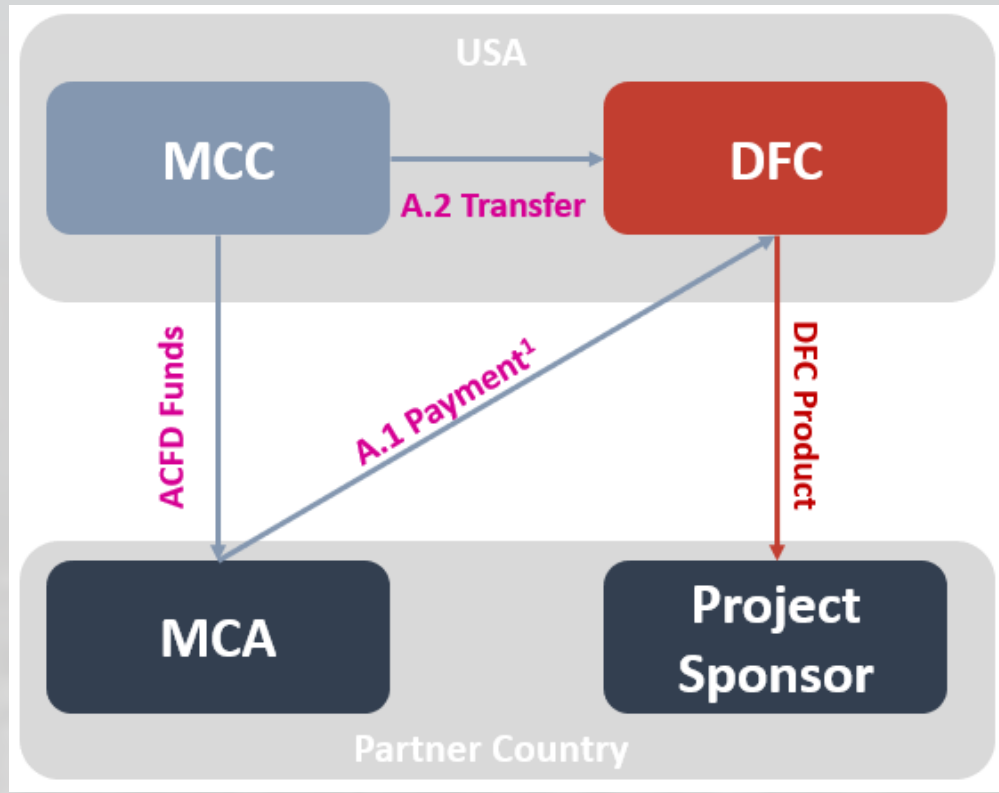 USA
MCC
DFC
A.2 Transfer
ACFD Funds
A.1 Payment¹
DFC Product
MCA
Project
Sponsor
Partner Country